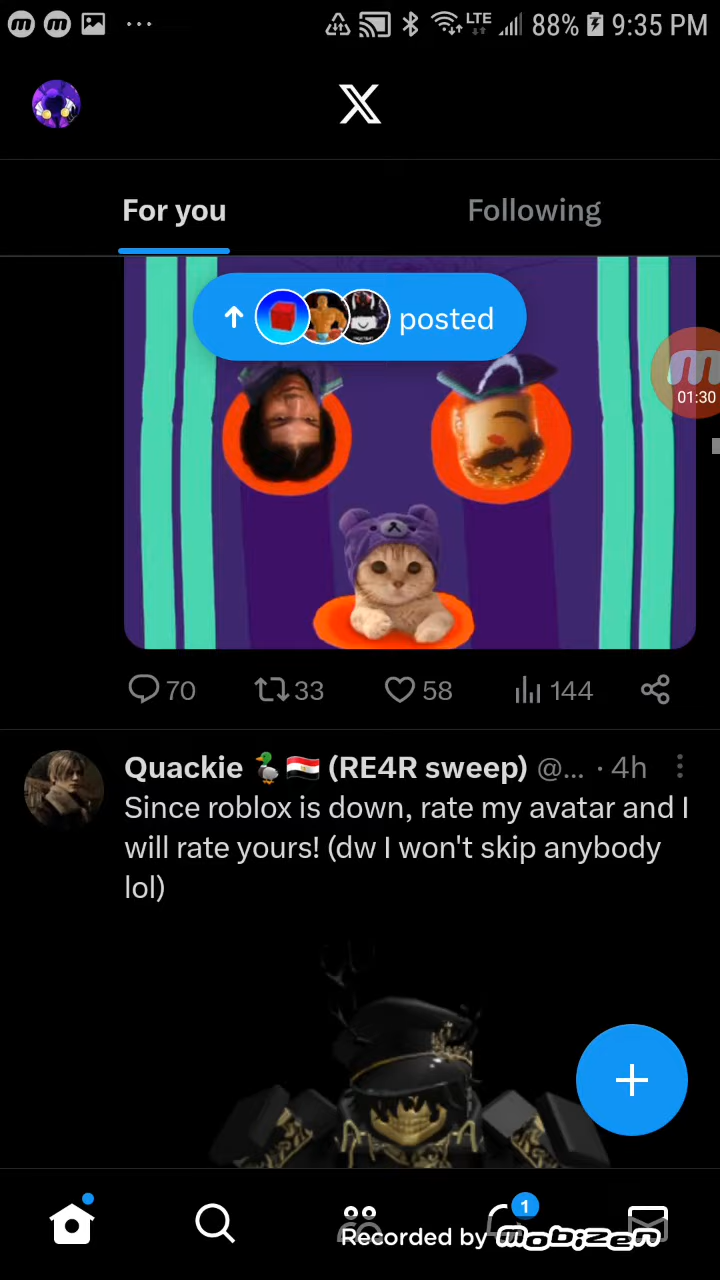 LTE 88% 9:35 PM
For you Following
posted
01:30
70 33 58 144
Quackie 🦆🇪🇬 (RE4R sweep) @... · 4h
Since roblox is down, rate my avatar and I
will rate yours! (dw I won't skip anybody
lol)
1
Recorded by mobizen